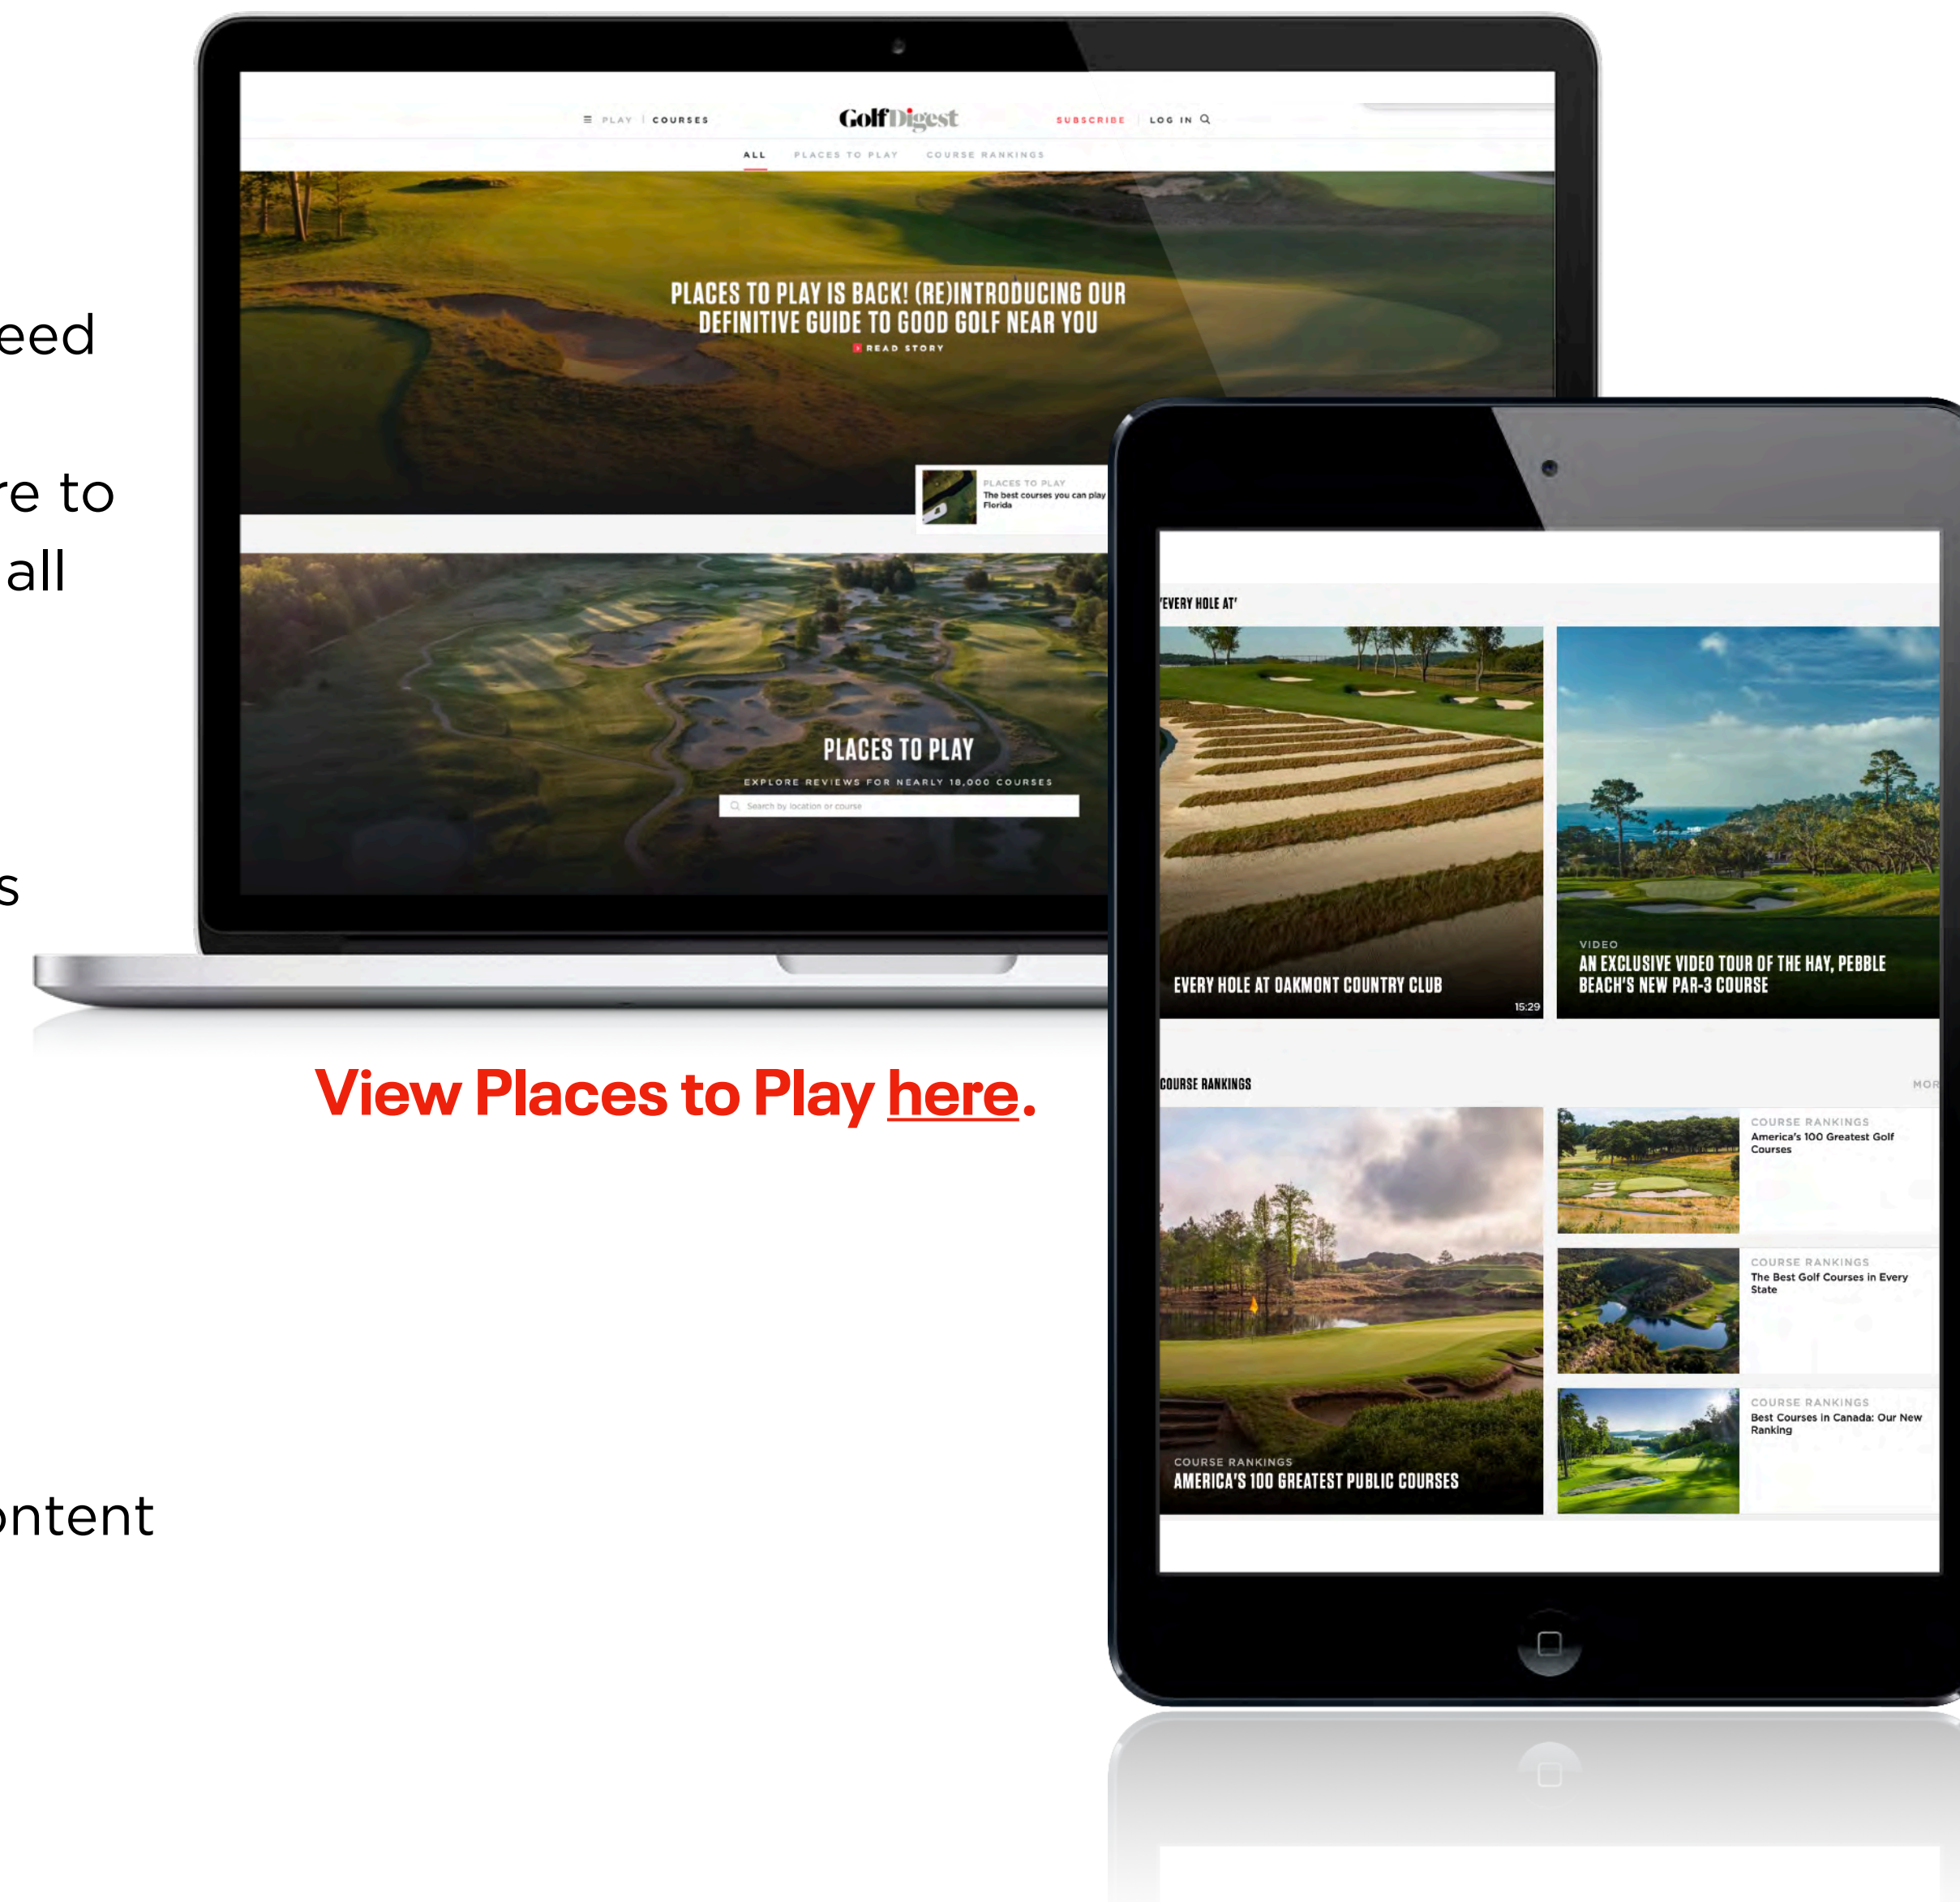 eed
re to
all
s
ontent
PLAY | COURSES
GolfDigest
SUBSCRIBE | LOG IN
ALL PLACES TO PLAY COURSE RANKINGS
PLACES TO PLAY IS BACK! (RE)INTRODUCING OUR
DEFINITIVE GUIDE TO GOOD GOLF NEAR YOU
READ STORY
PLACES TO PLAY
The best courses you can play
Florida
PLACES TO PLAY
EXPLORE REVIEWS FOR NEARLY 18,000 COURSES
Search by location or course
View Places to Play here.
'EVERY HOLE AT'
EVERY HOLE AT OAKMONT COUNTRY CLUB
15:29
VIDEO
AN EXCLUSIVE VIDEO TOUR OF THE HAY, PEBBLE
BEACH'S NEW PAR-3 COURSE
COURSE RANKINGS
MOR
COURSE RANKINGS
AMERICA'S 100 GREATEST PUBLIC COURSES
COURSE RANKINGS
America's 100 Greatest Golf
Courses
COURSE RANKINGS
The Best Golf Courses in Every
State
COURSE RANKINGS
Best Courses in Canada: Our New
Ranking